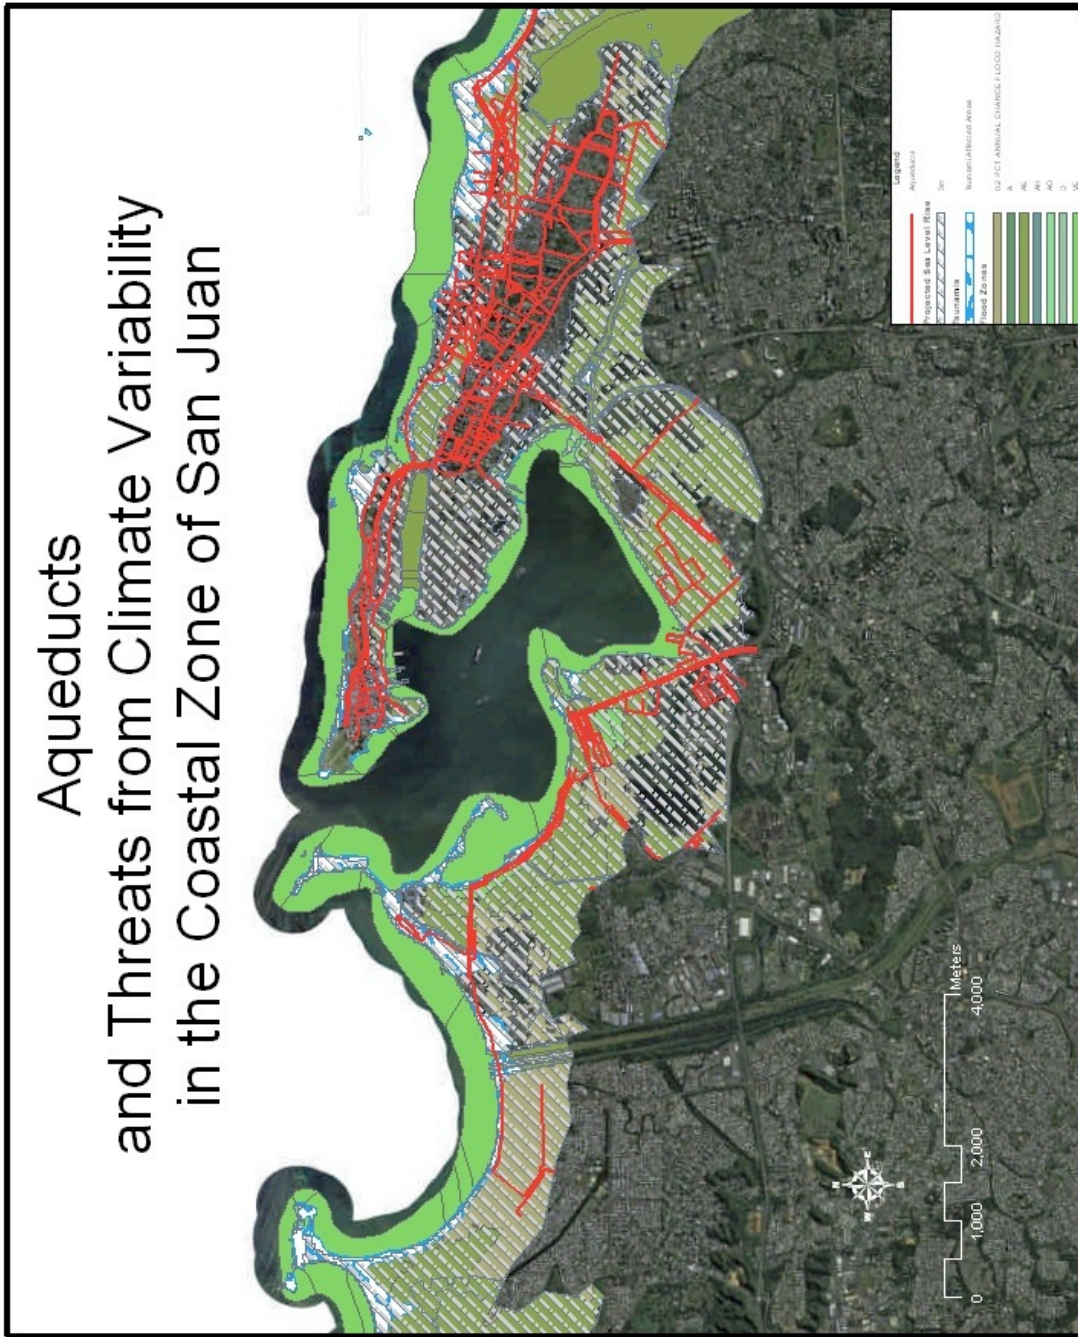 Aqueducts
and Threats from Climate Variability
in the Coastal Zone of San Juan
Legend
Aqueducts
Projected Sea Level Rise
Tsunamis
Tsunami Affected Areas
Flood Zones
0.2 PCT ANNUAL CHANCE FLOOD HAZARD
A
AE
AH
AO
D
VE
N
W
E
S
0
1,000
2,000
4,000
Meters